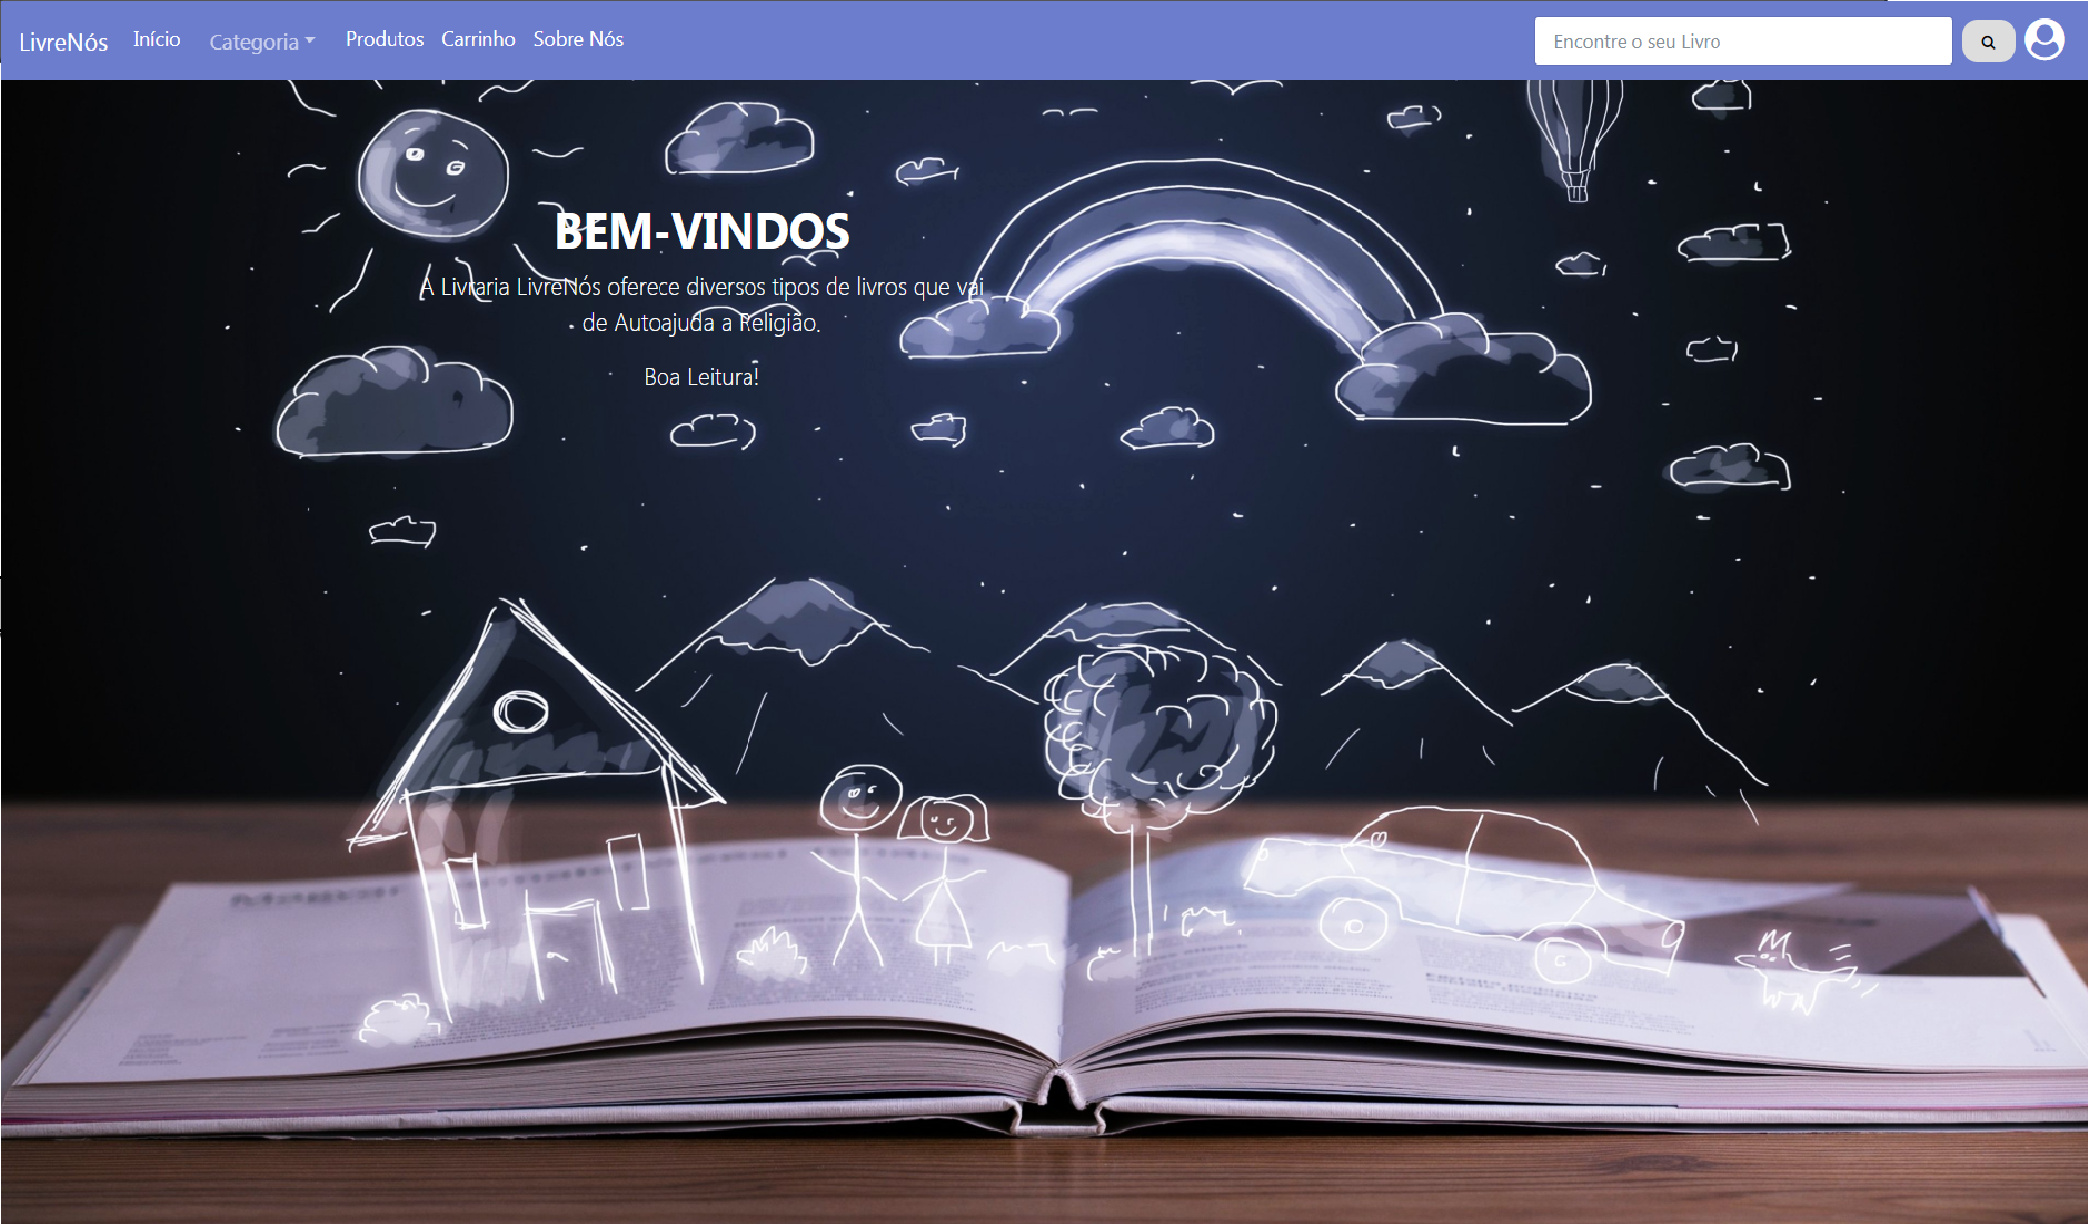 LivreNós Início Categoria Produtos Carrinho Sobre Nós Encontre o seu Livro
BEM-VINDOS
A Livraria LivreNós oferece diversos tipos de livros que vai
de Autoajuda a Religião.
Boa Leitura!